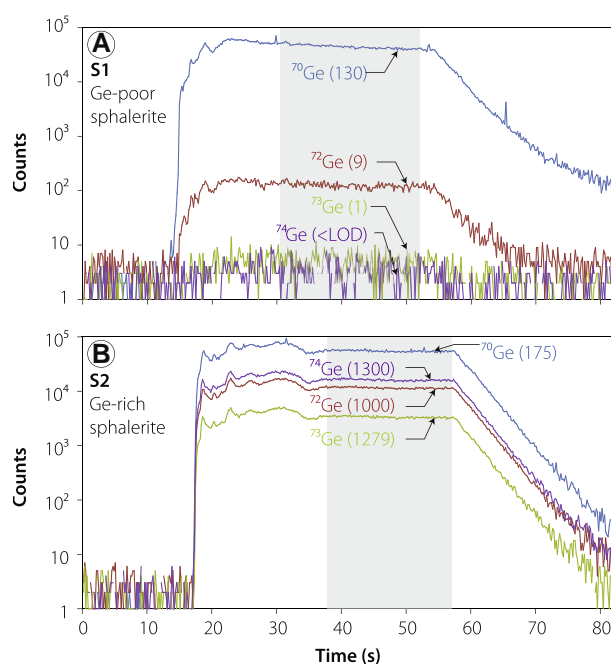 10⁵
10⁴
10³
10²
10
1
Counts
A
S1
Ge-poor
sphalerite
⁷⁰Ge (130)
⁷²Ge (9)
⁷³Ge (1)
⁷⁴Ge (<LOD)
10⁵
10⁴
10³
10²
10
1
Counts
B
S2
Ge-rich
sphalerite
⁷⁰Ge (175)
⁷⁴Ge (1300)
⁷²Ge (1000)
⁷³Ge (1279)
0 10 20 30 40 50 60 70 80
Time (s)